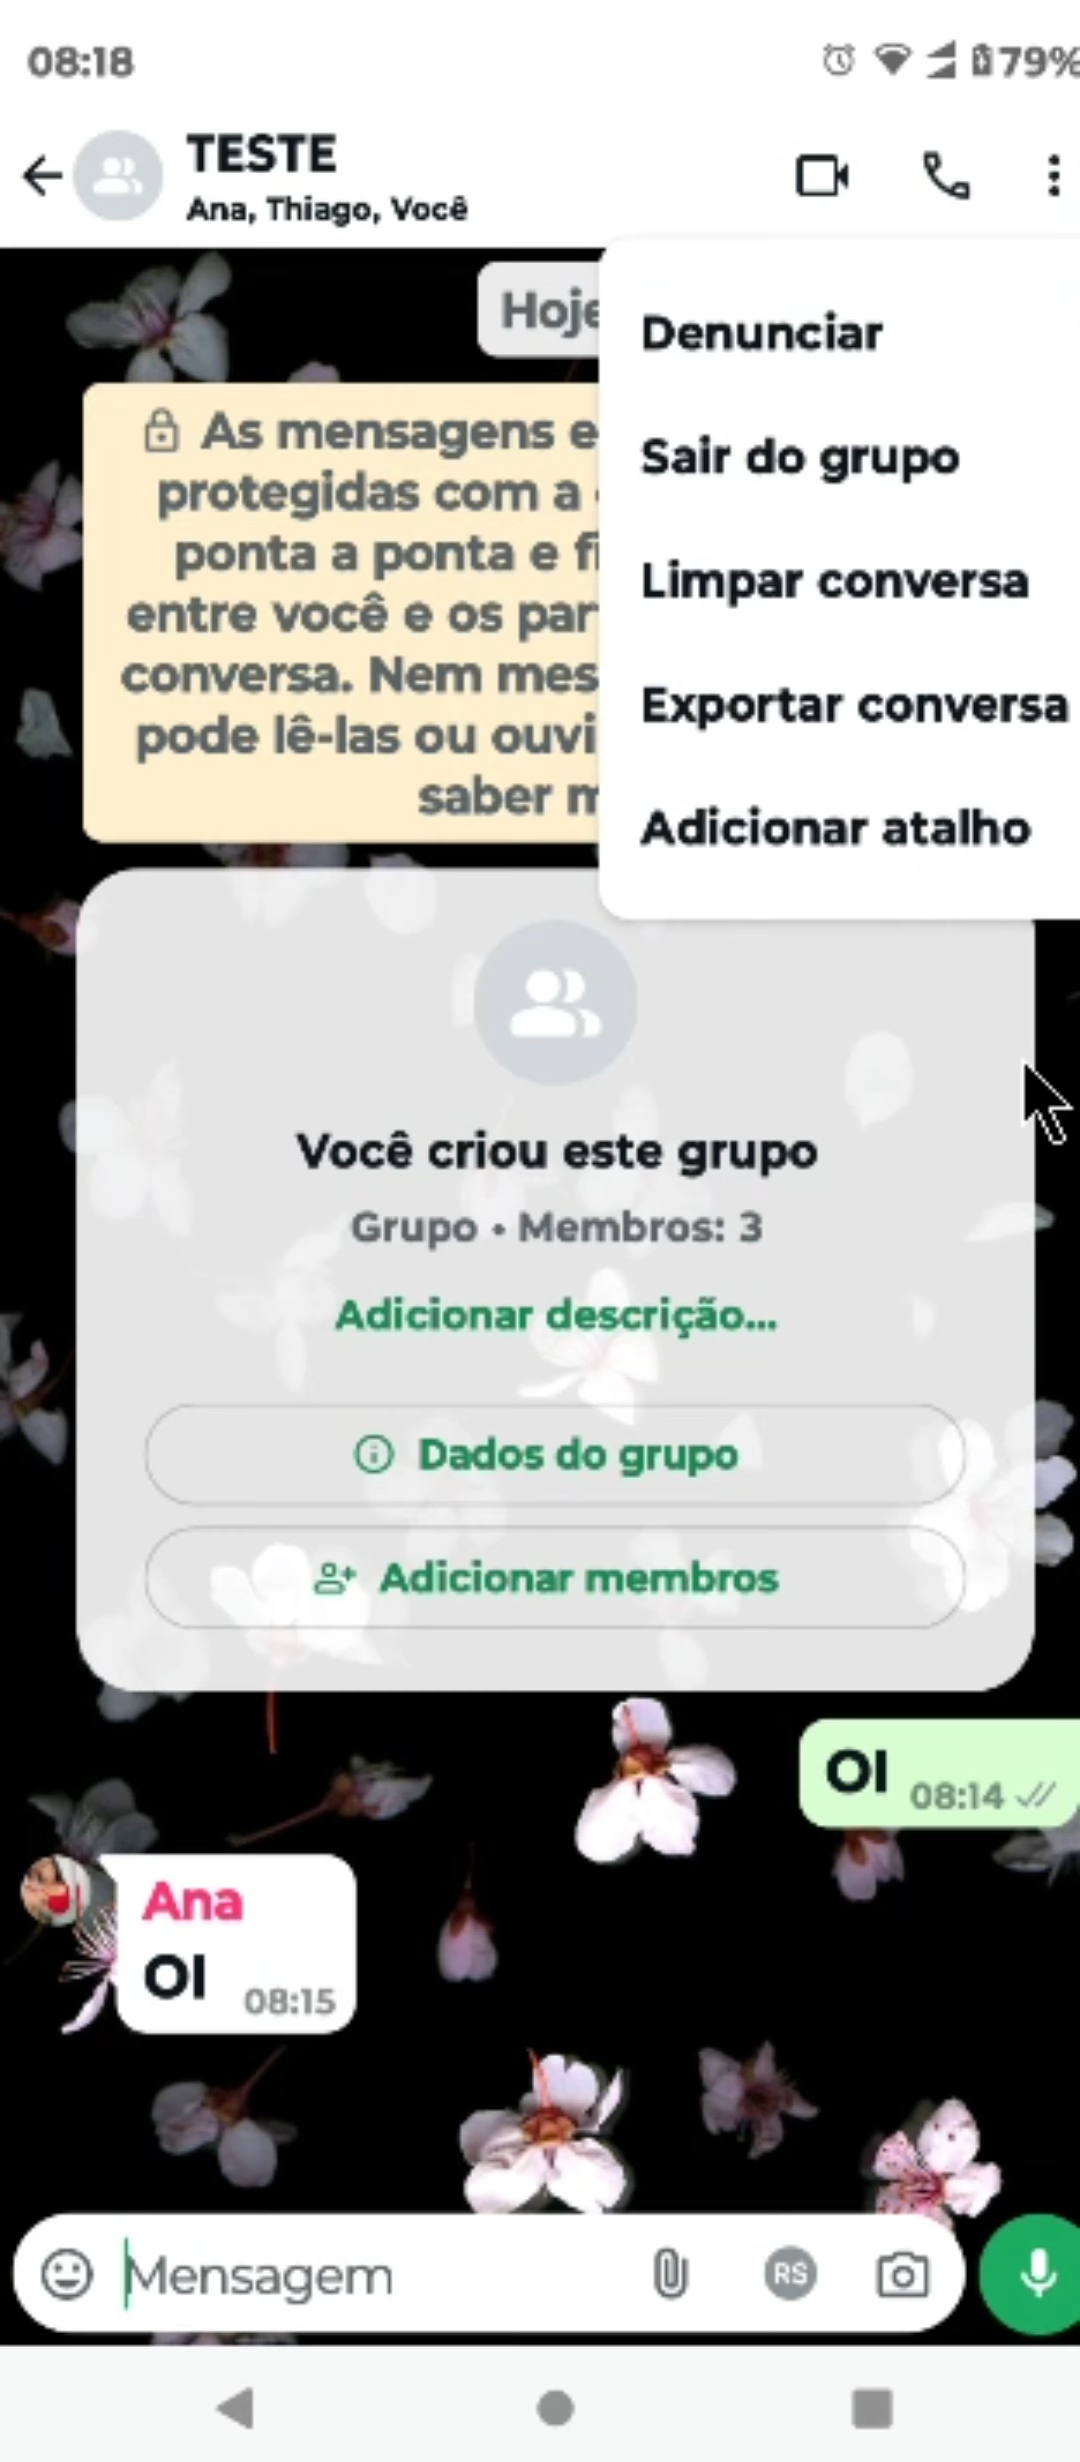 08:18
79%
TESTE
Ana, Thiago, Você
Hoje
Denunciar
Sair do grupo
Limpar conversa
Exportar conversa
Adicionar atalho
As mensagens e
protegidas com a
ponta a ponta e fi
entre você e os par
conversa. Nem mes
pode lê-las ou ouvi
saber m
Você criou este grupo
Grupo • Membros: 3
Adicionar descrição...
Dados do grupo
Adicionar membros
OI 08:14
Ana
OI 08:15
Mensagem
RS